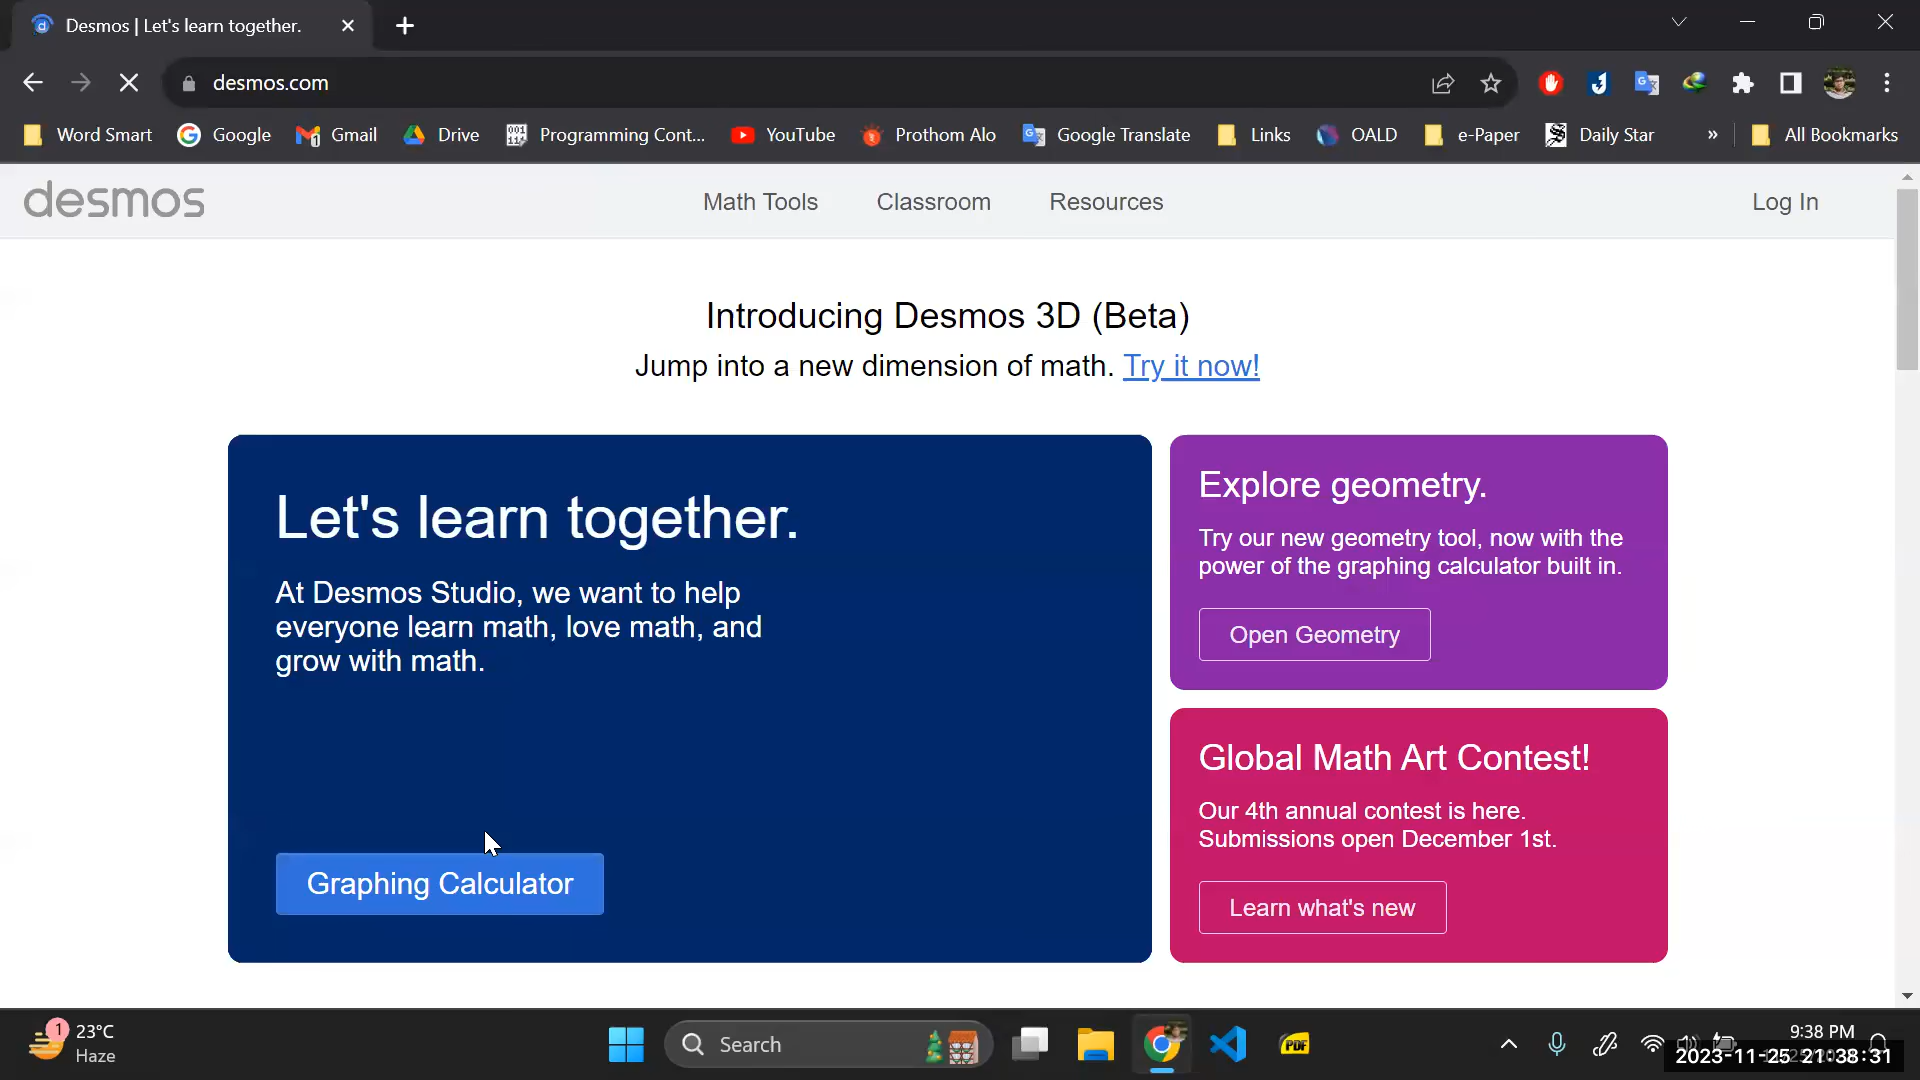 Desmos | Let's learn together.
desmos.com
Word Smart Google Gmail Drive Programming Cont... YouTube Prothom Alo Google Translate Links OALD e-Paper Daily Star » All Bookmarks
desmos Math Tools Classroom Resources Log In
Introducing Desmos 3D (Beta)
Jump into a new dimension of math. Try it now!
Let's learn together.
At Desmos Studio, we want to help
everyone learn math, love math, and
grow with math.
Graphing Calculator
Explore geometry.
Try our new geometry tool, now with the
power of the graphing calculator built in.
Open Geometry
Global Math Art Contest!
Our 4th annual contest is here.
Submissions open December 1st.
Learn what's new
1 23°C
Haze
Search
PDF
9:38 PM
2023-11-25 21:38:31